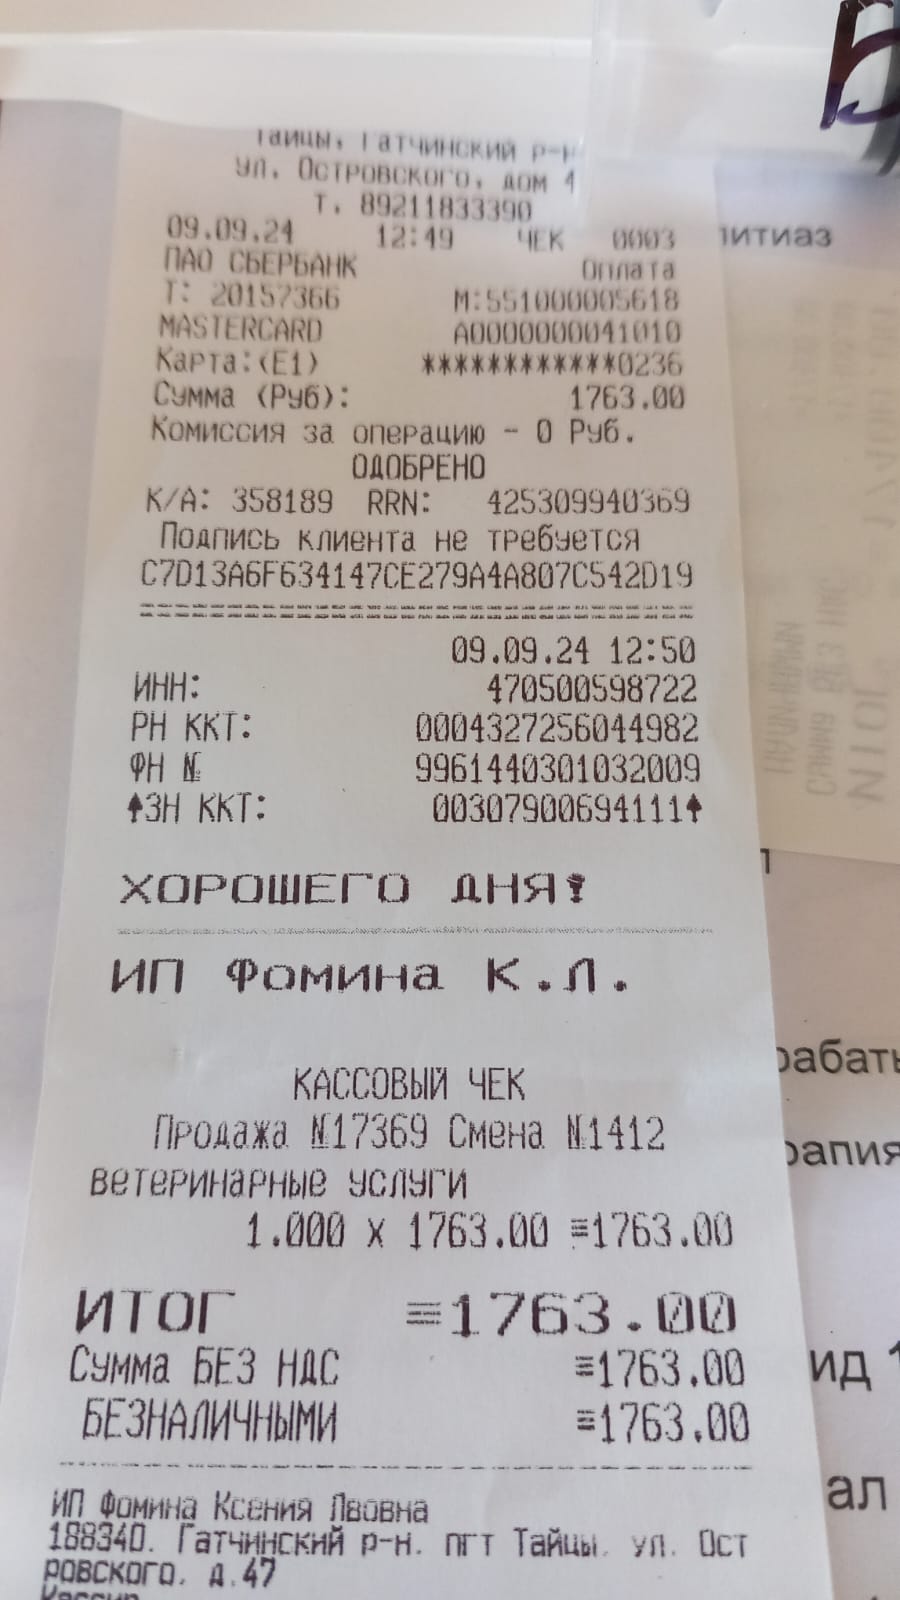 Тайцы, Гатчинский р-н
ул. Островского, дом 4
Т. 89211833390
09.09.24 12:49 ЧЕК 0003
ПАО СБЕРБАНК Оплата
Т: 20157366 М:551000005618
MASTERCARD A0000000041010
Карта:(E1) ************0236
Сумма (Руб): 1763.00
Комиссия за операцию - 0 Руб.
ОДОБРЕНО
К/А: 358189 RRN: 425309940369
Подпись клиента не требуется
C7D13A6F634147CE279A4A807C542D19
09.09.24 12:50
ИНН: 470500598722
РН ККТ: 0004327256044982
ФН № 9961440301032009
↑ЗН ККТ: 00307900694111↑
ХОРОШЕГО ДНЯ!
ИП Фомина К.Л.
КАССОВЫЙ ЧЕК
Продажа №17369 Смена №1412
ветеринарные услуги
1.000 x 1763.00 ≡1763.00
ИТОГ ≡1763.00
Сумма БЕЗ НДС ≡1763.00
БЕЗНАЛИЧНЫМИ ≡1763.00
ИП Фомина Ксения Львовна
188340. Гатчинский р-н. пгт Тайцы. ул. Ост
ровского. д.47
Кассир